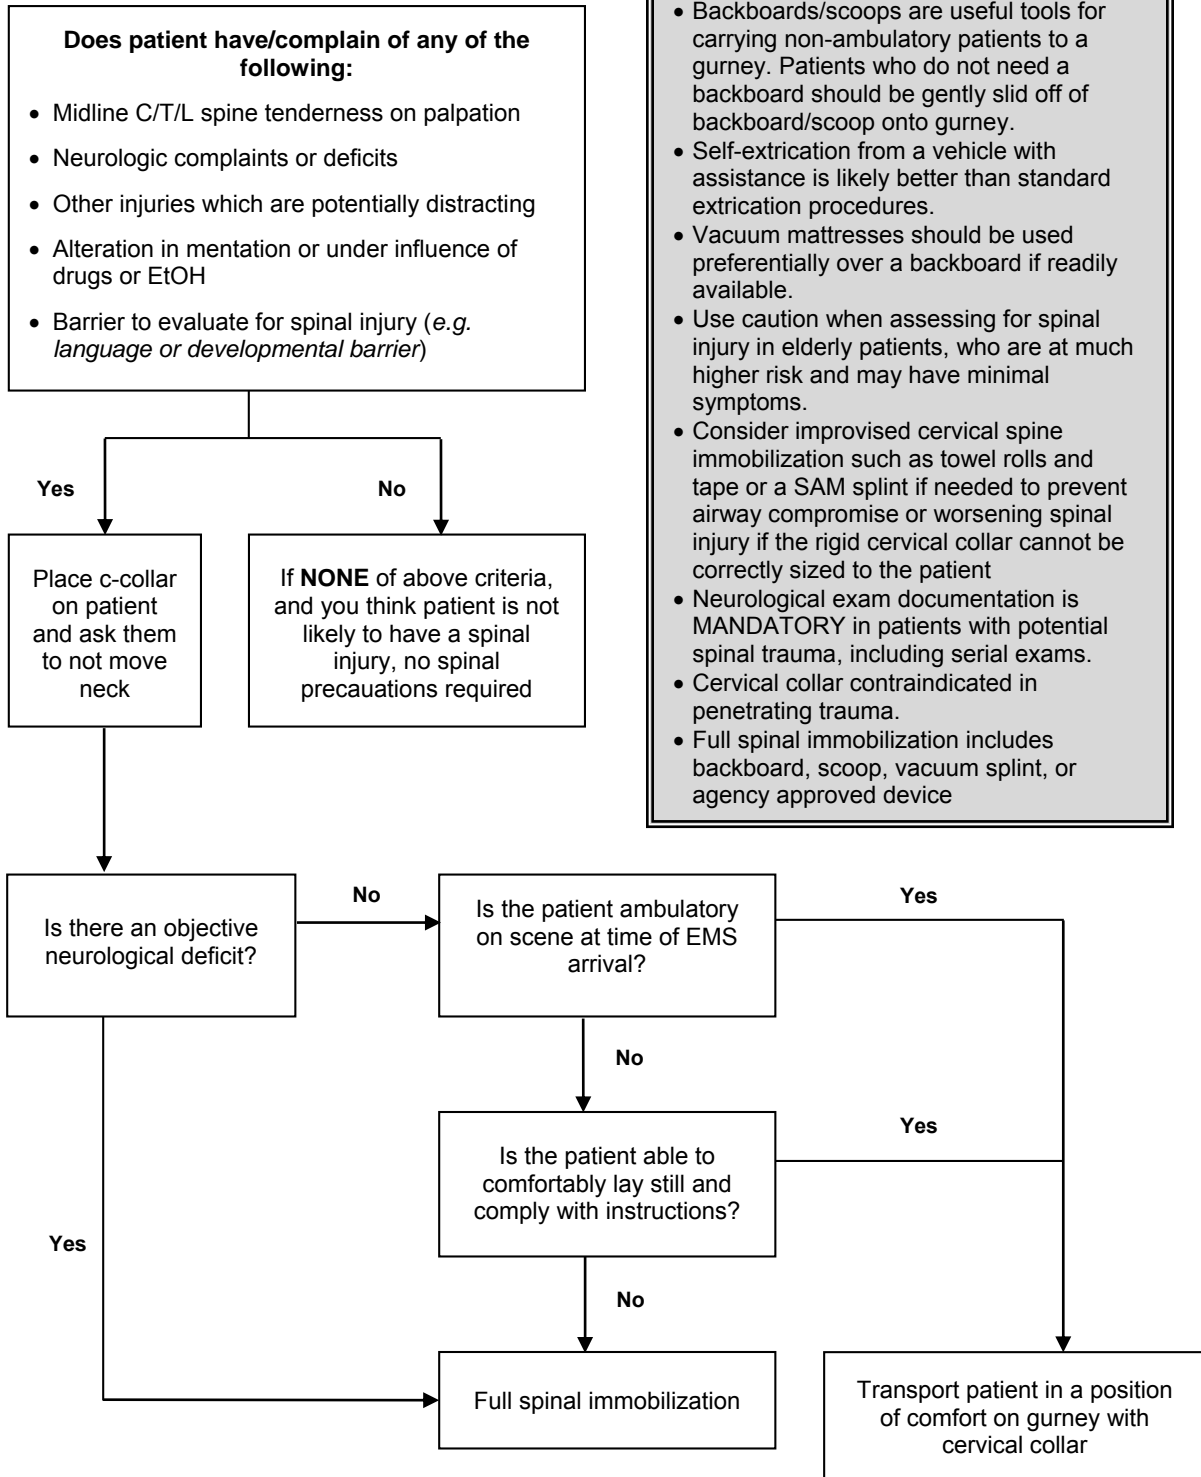 Does patient have/complain of any of the
following:
• Midline C/T/L spine tenderness on palpation
• Neurologic complaints or deficits
• Other injuries which are potentially distracting
• Alteration in mentation or under influence of
drugs or EtOH
• Barrier to evaluate for spinal injury (e.g.
language or developmental barrier)
• Backboards/scoops are useful tools for
carrying non-ambulatory patients to a
gurney. Patients who do not need a
backboard should be gently slid off of
backboard/scoop onto gurney.
• Self-extrication from a vehicle with
assistance is likely better than standard
extrication procedures.
• Vacuum mattresses should be used
preferentially over a backboard if readily
available.
• Use caution when assessing for spinal
injury in elderly patients, who are at much
higher risk and may have minimal
symptoms.
• Consider improvised cervical spine
immobilization such as towel rolls and
tape or a SAM splint if needed to prevent
airway compromise or worsening spinal
injury if the rigid cervical collar cannot be
correctly sized to the patient
• Neurological exam documentation is
MANDATORY in patients with potential
spinal trauma, including serial exams.
• Cervical collar contraindicated in
penetrating trauma.
• Full spinal immobilization includes
backboard, scoop, vacuum splint, or
agency approved device
Yes
No
Place c-collar
on patient
and ask them
to not move
neck
If NONE of above criteria,
and you think patient is not
likely to have a spinal
injury, no spinal
precauations required
Is there an objective
neurological deficit?
No
Is the patient ambulatory
on scene at time of EMS
arrival?
Yes
No
Is the patient able to
comfortably lay still and
comply with instructions?
Yes
Yes
No
Full spinal immobilization
Transport patient in a position
of comfort on gurney with
cervical collar